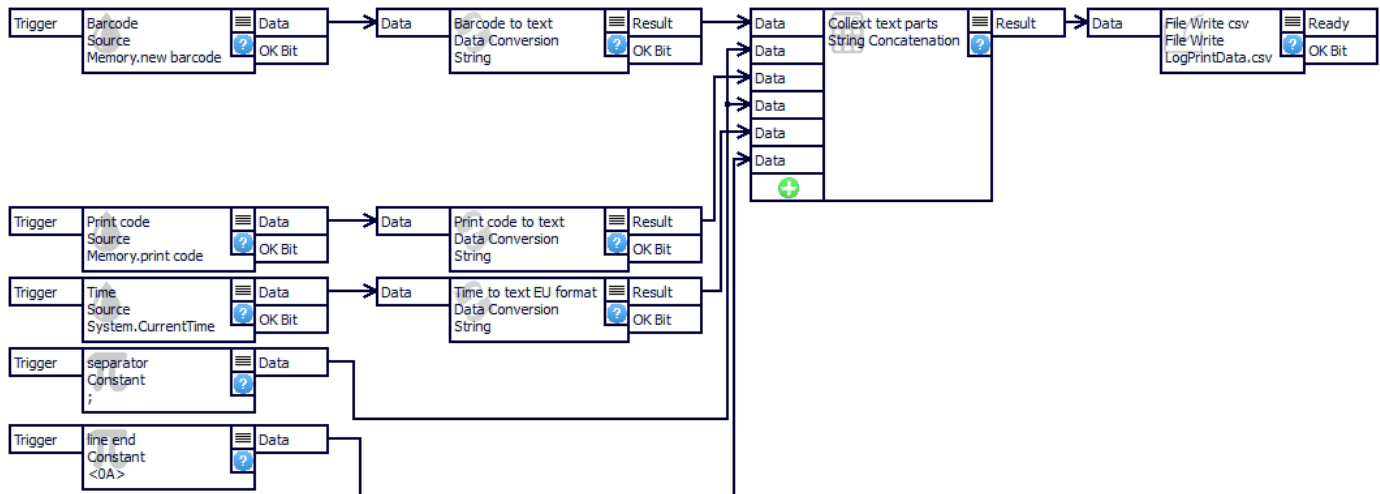 Trigger
Barcode
Source
Memory.new barcode
Data
OK Bit
Data
Barcode to text
Data Conversion
String
Result
OK Bit
Data
Data
Data
Data
Data
Data
Collext text parts
String Concatenation
Result
Data
File Write csv
File Write
LogPrintData.csv
Ready
OK Bit
Trigger
Print code
Source
Memory.print code
Data
OK Bit
Data
Print code to text
Data Conversion
String
Result
OK Bit
Trigger
Time
Source
System.CurrentTime
Data
OK Bit
Data
Time to text EU format
Data Conversion
String
Result
OK Bit
Trigger
separator
Constant
;
Data
Trigger
line end
Constant
<0A>
Data